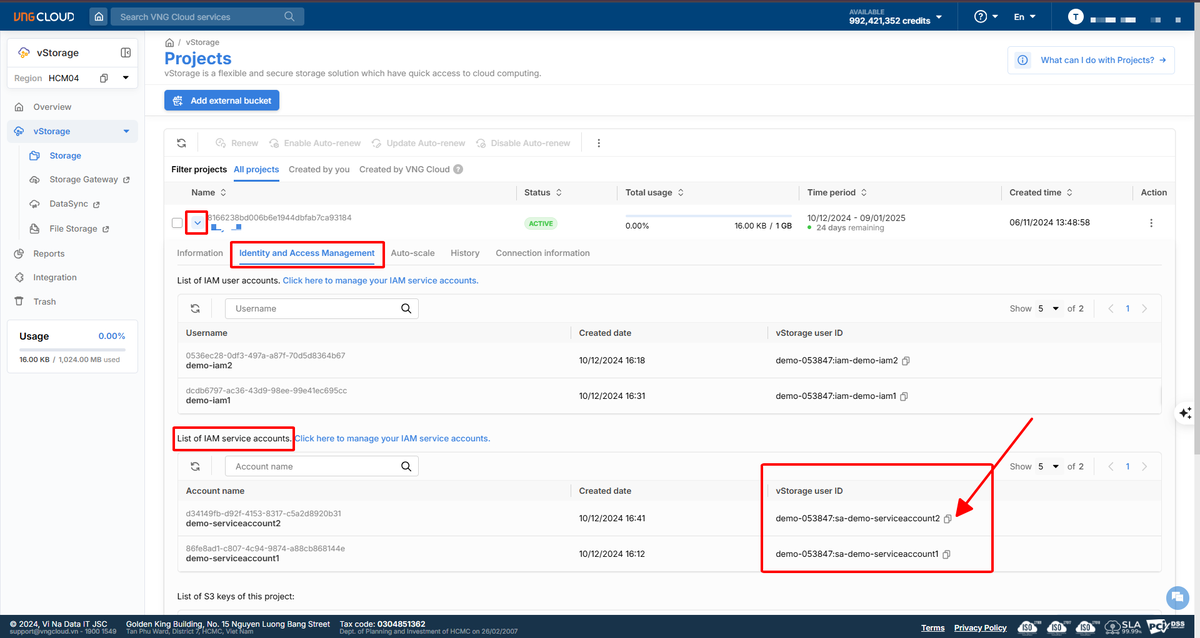 VNGCLOUD
Search VNG Cloud services
AVAILABLE
992,421,352 credits
En
T
vStorage
Region HCM04
Overview
vStorage
Storage
Storage Gateway
DataSync
File Storage
Reports
Integration
Trash
Usage 0.00%
16.00 KB / 1,024.00 MB used
/ vStorage
Projects
vStorage is a flexible and secure storage solution which have quick access to cloud computing.
What can I do with Projects?
Add external bucket
Renew Enable Auto-renew Update Auto-renew Disable Auto-renew
Filter projects All projects Created by you Created by VNG Cloud
Name Status Total usage Time period Created time Action
8166238bd006b6e1944dbfab7ca93184
ACTIVE
0.00% 16.00 KB / 1 GB
10/12/2024 - 09/01/2025
24 days remaining
06/11/2024 13:48:58
Information Identity and Access Management Auto-scale History Connection information
List of IAM user accounts. Click here to manage your IAM service accounts.
Username
Show 5 of 2 1
Username Created date vStorage user ID
0536ec28-0df3-497a-a87f-70d5d8364b67
demo-iam2
10/12/2024 16:18
demo-053847:iam-demo-iam2
dcdb6797-ac36-43d9-98ee-99e41ec695cc
demo-iam1
10/12/2024 16:31
demo-053847:iam-demo-iam1
List of IAM service accounts. Click here to manage your IAM service accounts.
Account name
Show 5 of 2 1
Account name Created date vStorage user ID
d34149fb-d92f-4153-8317-c5a2d8920b31
demo-serviceaccount2
10/12/2024 16:41
demo-053847:sa-demo-serviceaccount2
86fe8ad1-c807-4c94-9874-a88cb868144e
demo-serviceaccount1
10/12/2024 16:12
demo-053847:sa-demo-serviceaccount1
List of S3 keys of this project:
© 2024, Vi Na Data IT JSC
support@vngcloud.vn - 1900 1549
Golden King Building, No. 15 Nguyen Luong Bang Street
Tan Phu Ward, District 7, HCMC, Viet Nam
Tax code: 0304851362
Dept. of Planning and Investment of HCMC on 26/02/2007
Terms Privacy Policy
ISO ISO ISO SLA 99.99% PCI DSS